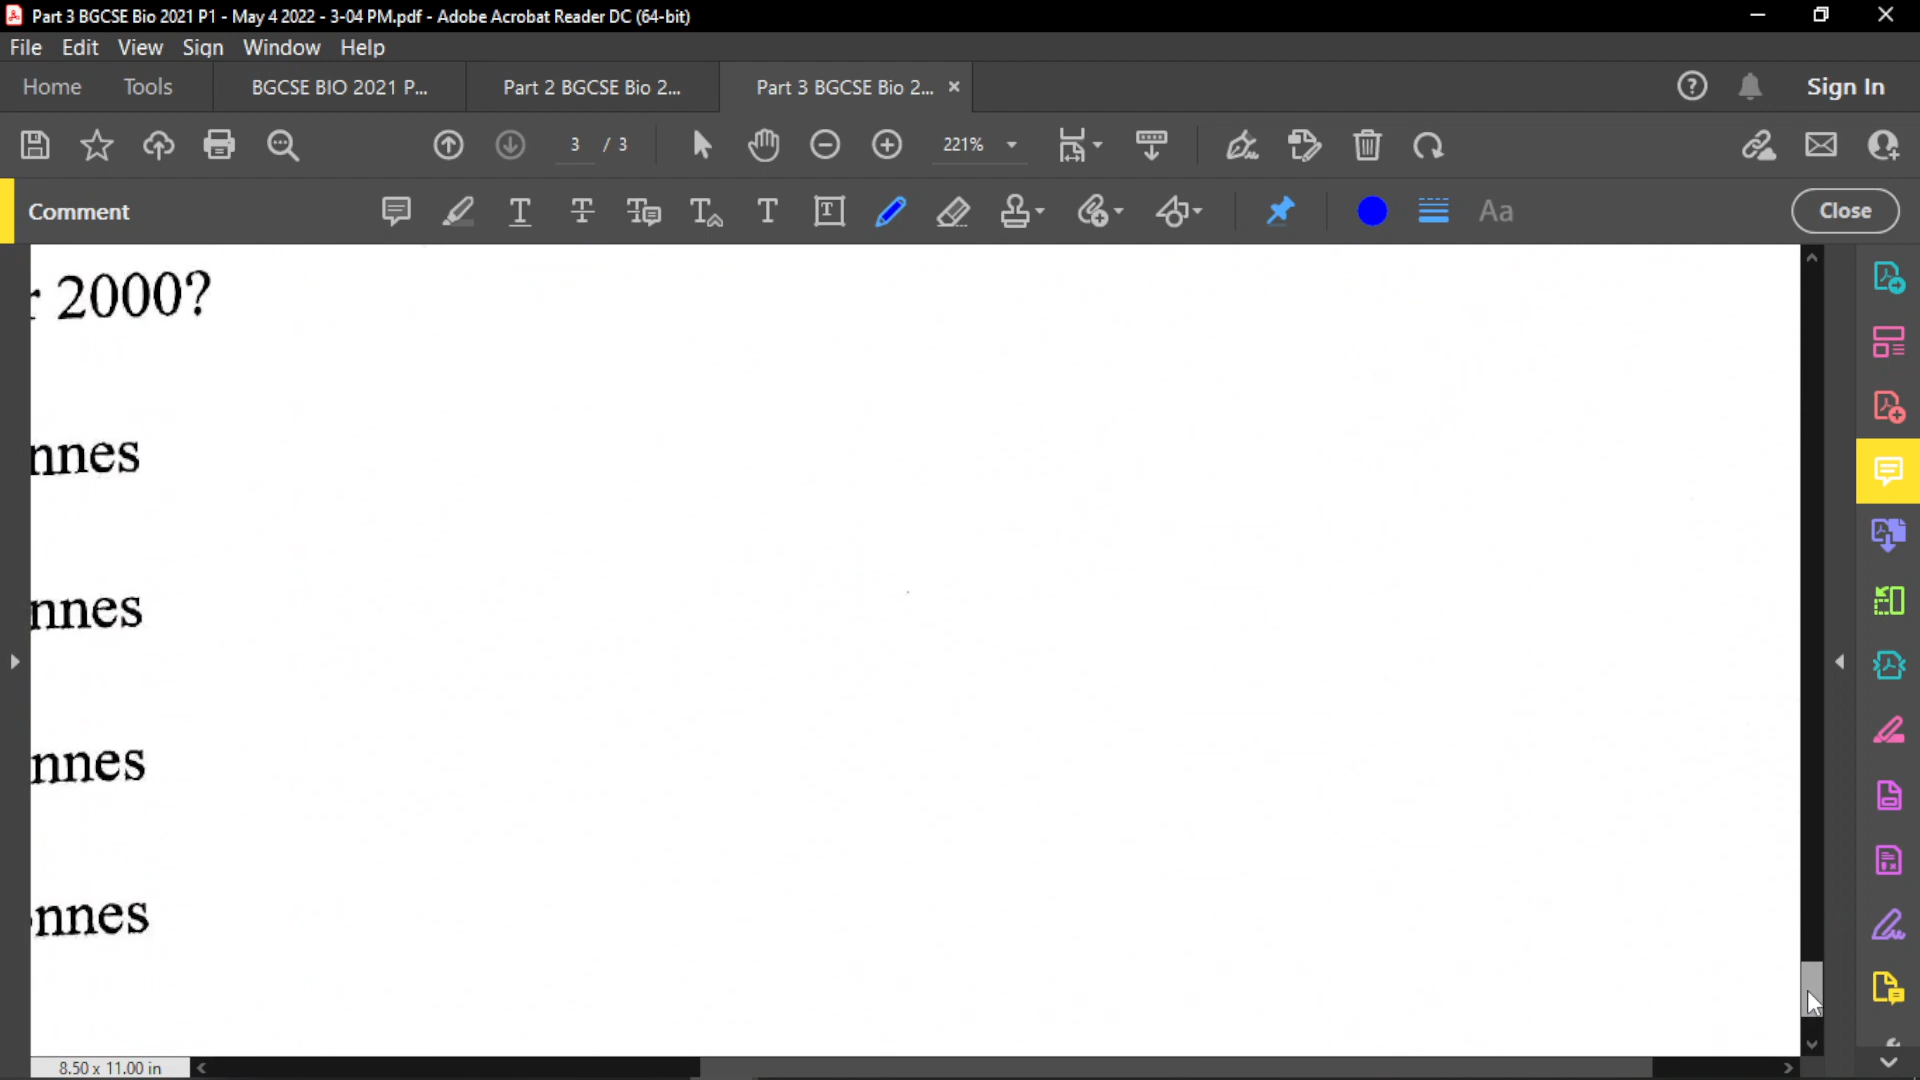 Part 3 BGCSE Bio 2021 P1 - May 4 2022 - 3-04 PM.pdf - Adobe Acrobat Reader DC (64-bit)
File Edit View Sign Window Help
Home Tools BGCSE BIO 2021 P... Part 2 BGCSE Bio 2... Part 3 BGCSE Bio 2... Sign In
3 / 3 221%
Comment Aa Close
r 2000?
nnes
nnes
nnes
onnes
8.50 x 11.00 in